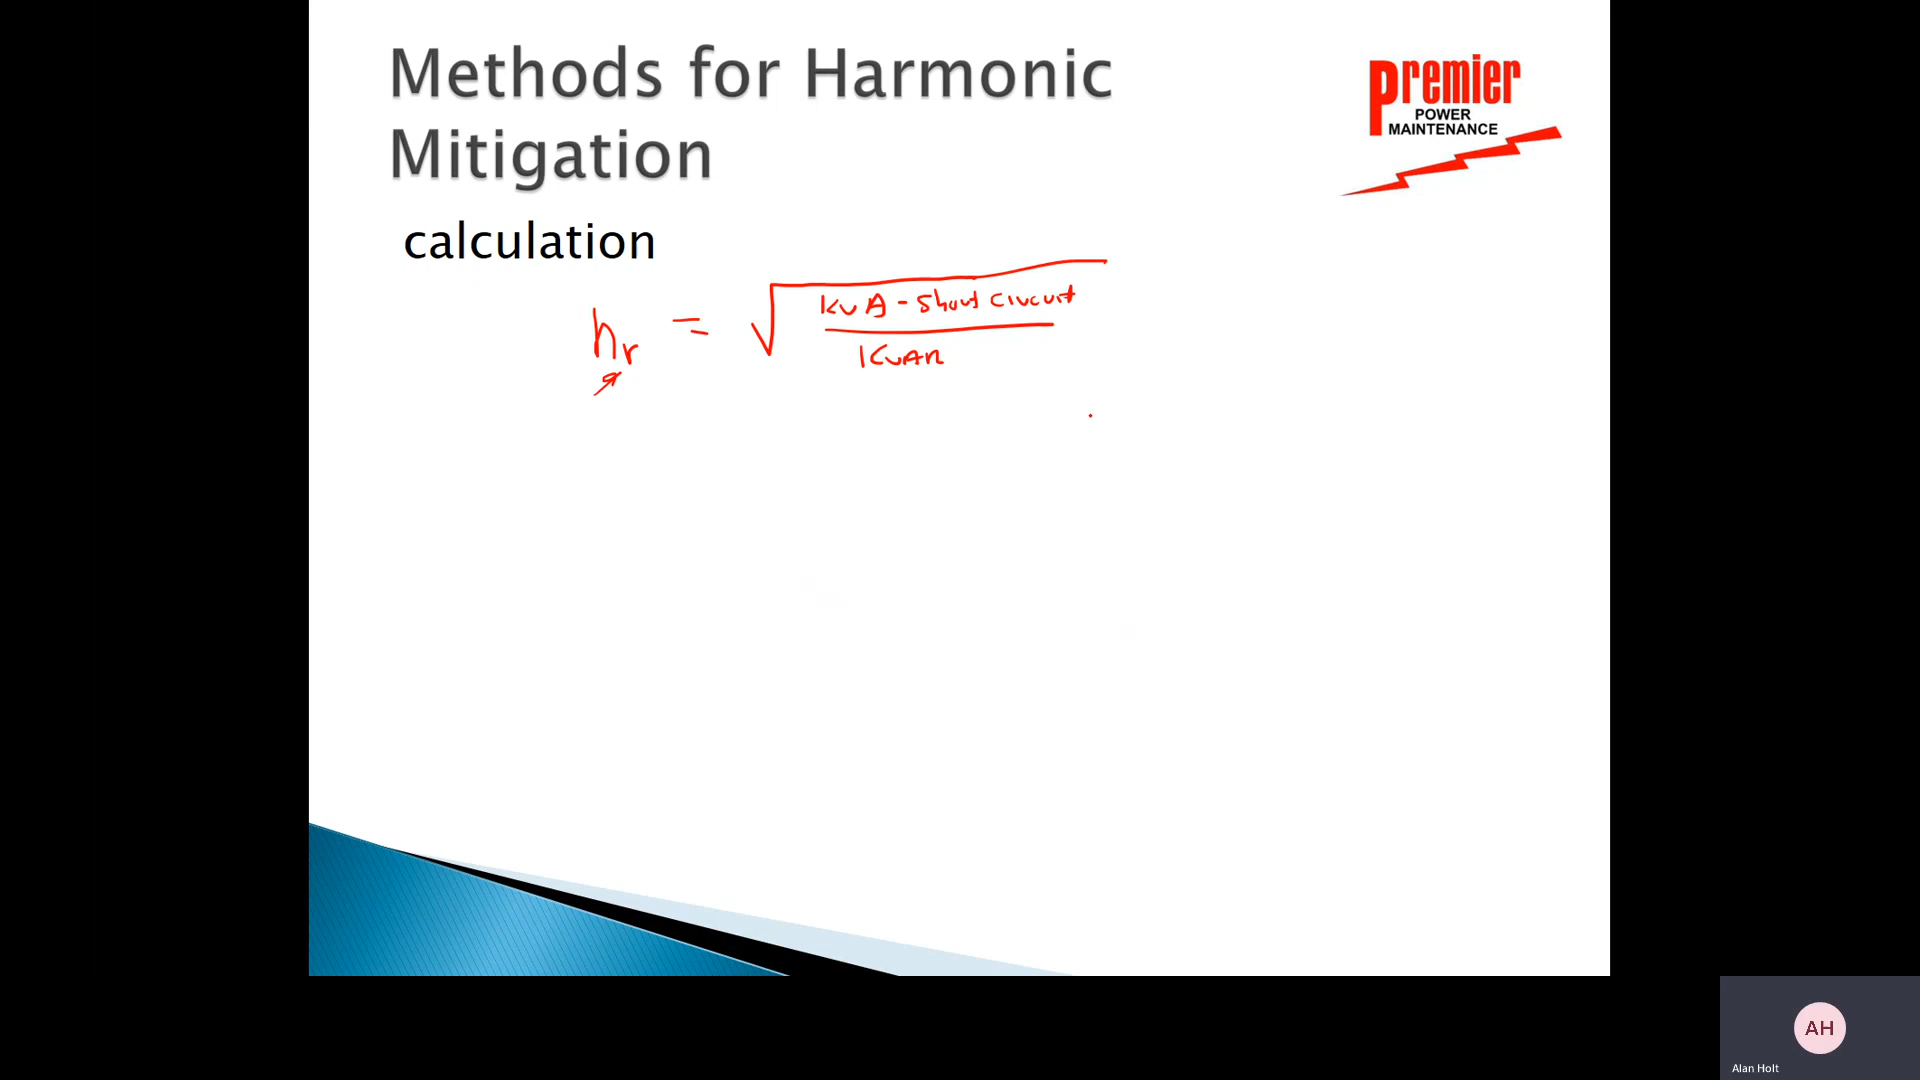 Methods for Harmonic
Mitigation
premier
POWER
MAINTENANCE
calculation
hr = √ KVA - Short Circuit
KVAR
AH
Alan Holt